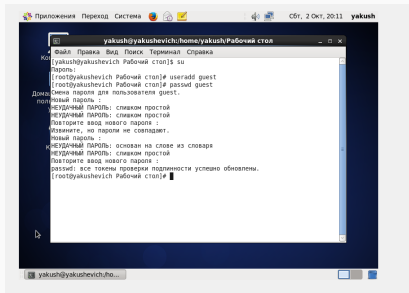 Приложения Переход Система Сбт, 2 Окт, 20:11 yakush
yakush@yakushevich:/home/yakush/Рабочий стол
Файл Правка Вид Поиск Терминал Справка
[yakush@yakushevich Рабочий стол]$ su
Пароль:
[root@yakushevich Рабочий стол]# useradd guest
[root@yakushevich Рабочий стол]# passwd guest
Смена пароля для пользователя guest.
Новый пароль :
НЕУДАЧНЫЙ ПАРОЛЬ: слишком простой
НЕУДАЧНЫЙ ПАРОЛЬ: слишком простой
Повторите ввод нового пароля :
Извините, но пароли не совпадают.
Новый пароль :
НЕУДАЧНЫЙ ПАРОЛЬ: основан на слове из словаря
НЕУДАЧНЫЙ ПАРОЛЬ: слишком простой
Повторите ввод нового пароля :
passwd: все токены проверки подлинности успешно обновлены.
[root@yakushevich Рабочий стол]#
yakush@yakushevich:/ho...